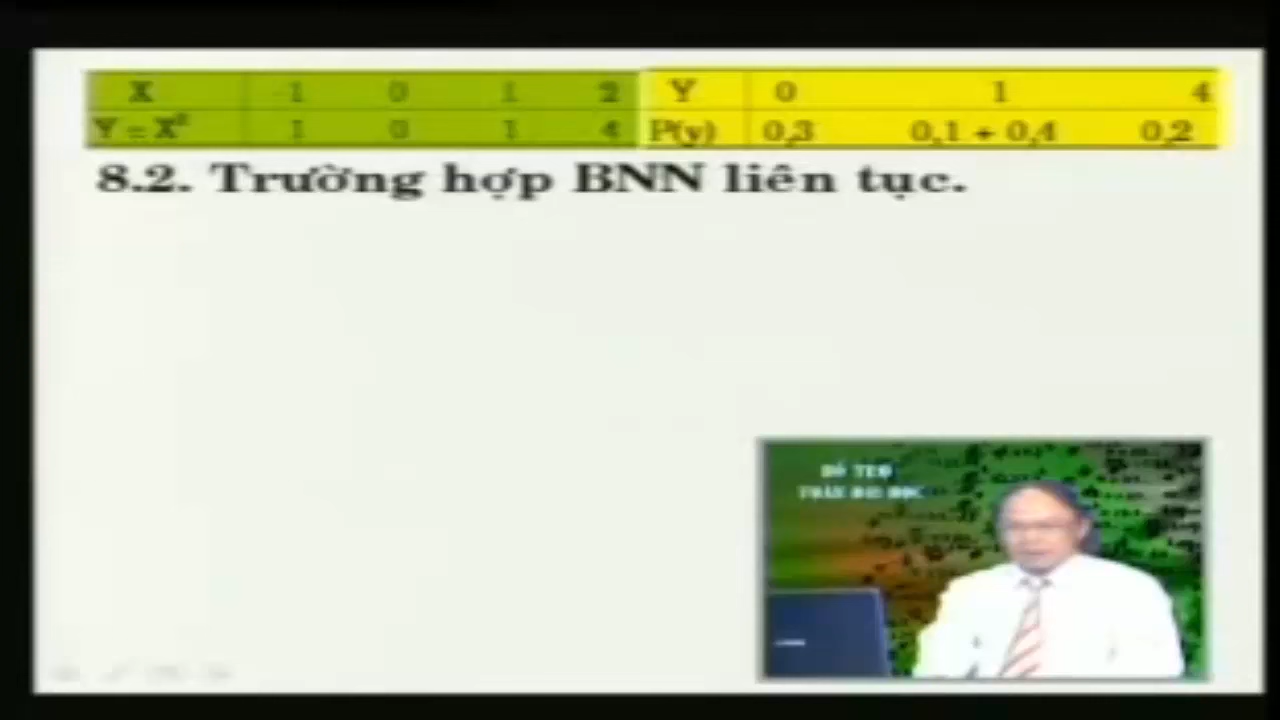 X -1 0 1 2 Y 0 1 4
Y = X² 1 0 1 4 P(y) 0,3 0,1 + 0,4 0,2
8.2. Trường hợp BNN liên tục.